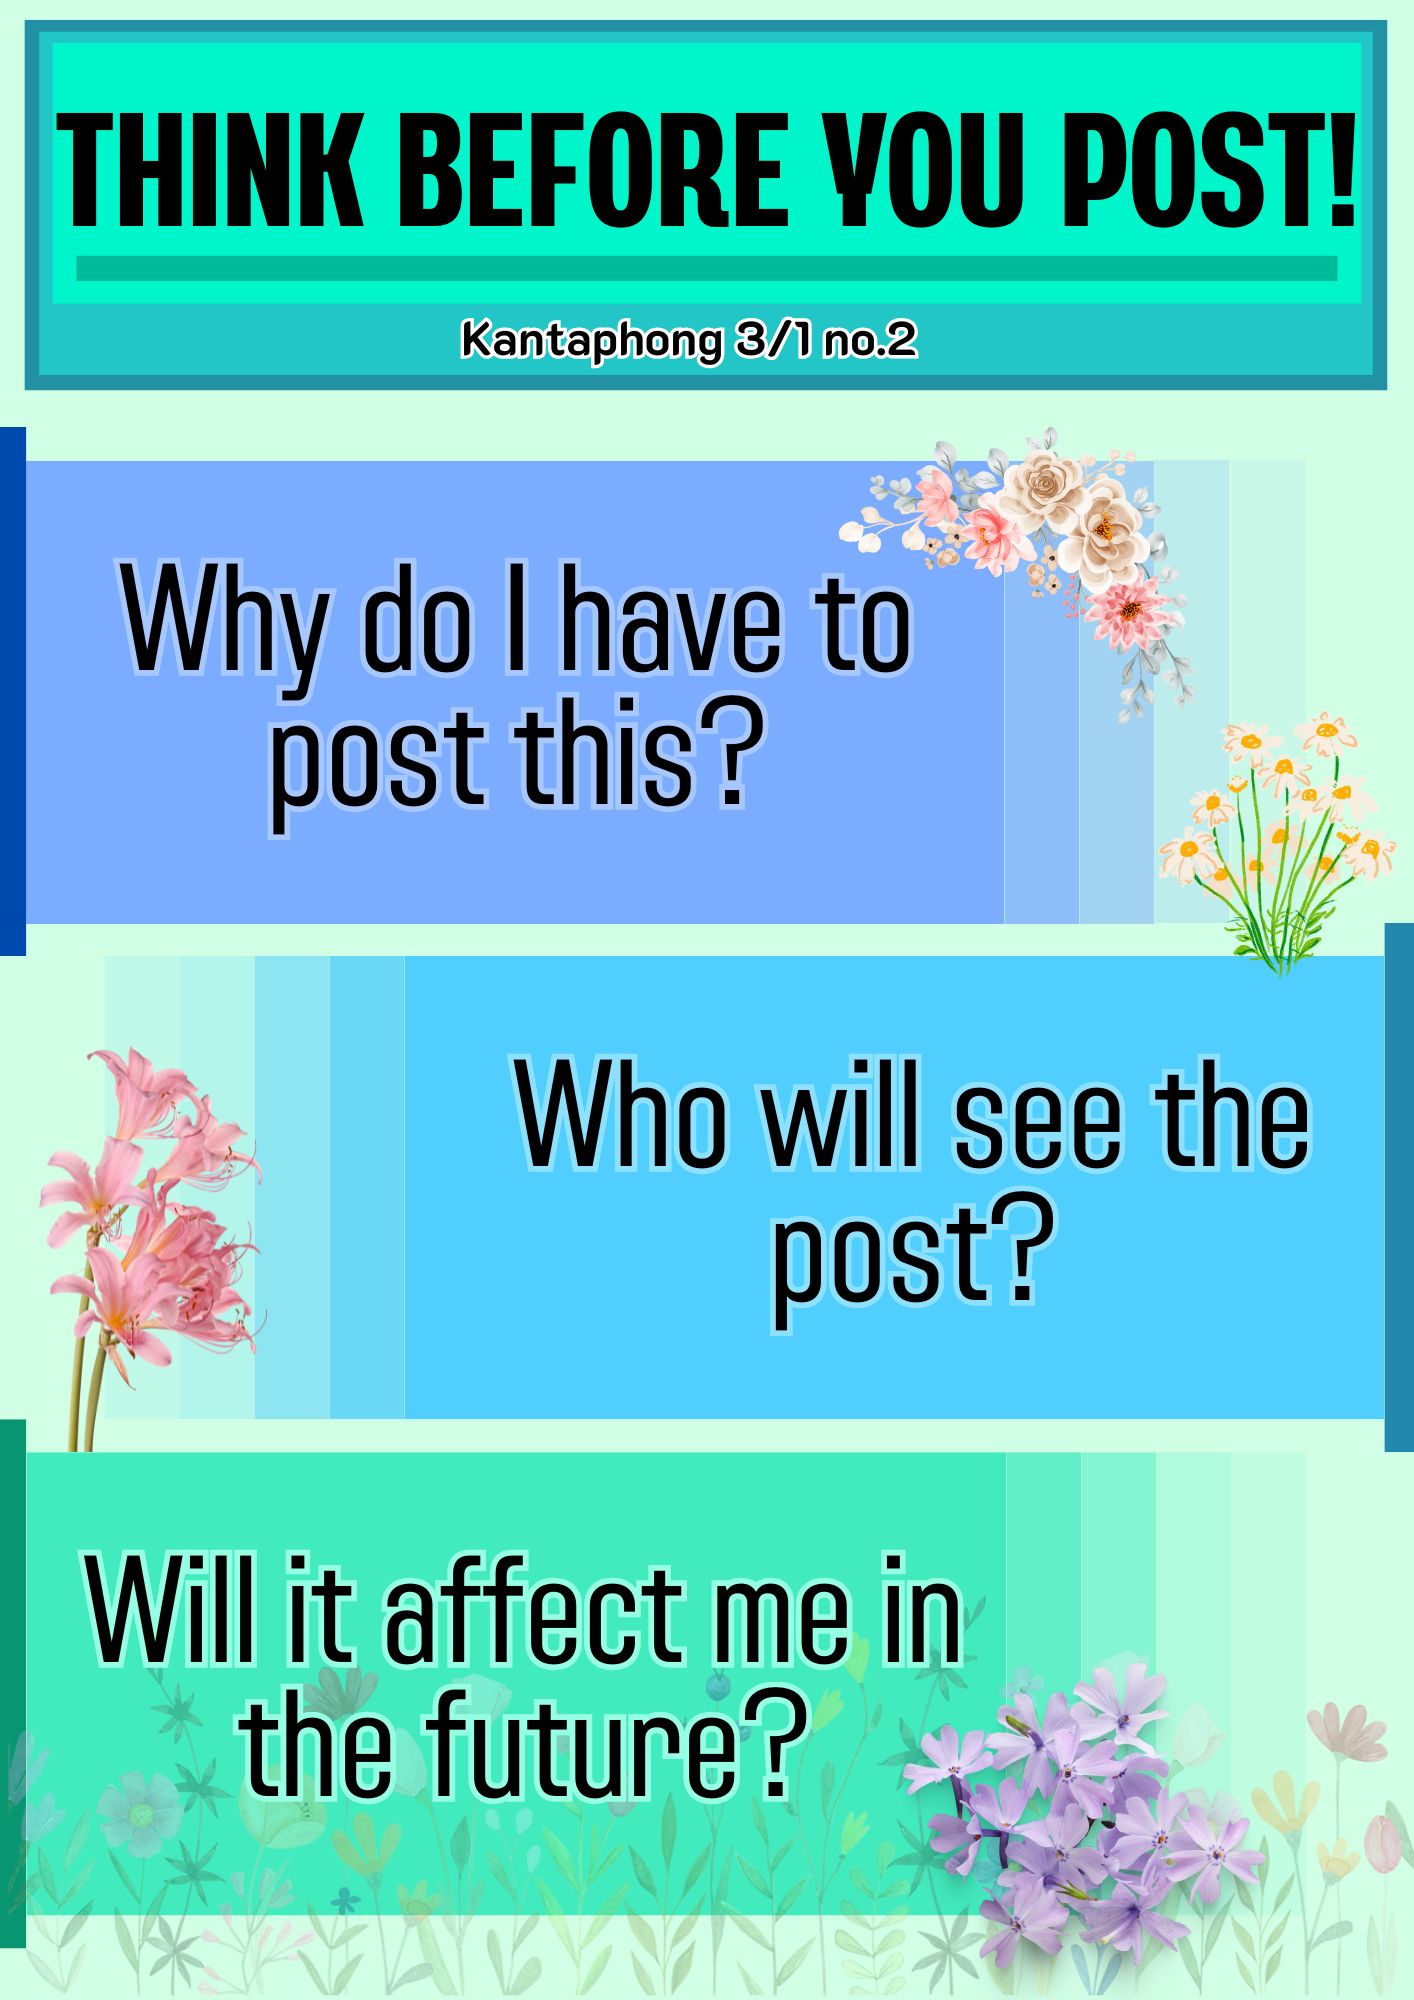 THINK BEFORE YOU POST!
Kantaphong 3/1 no.2
Why do I have to
post this?
Who will see the
post?
Will it affect me in
the future?